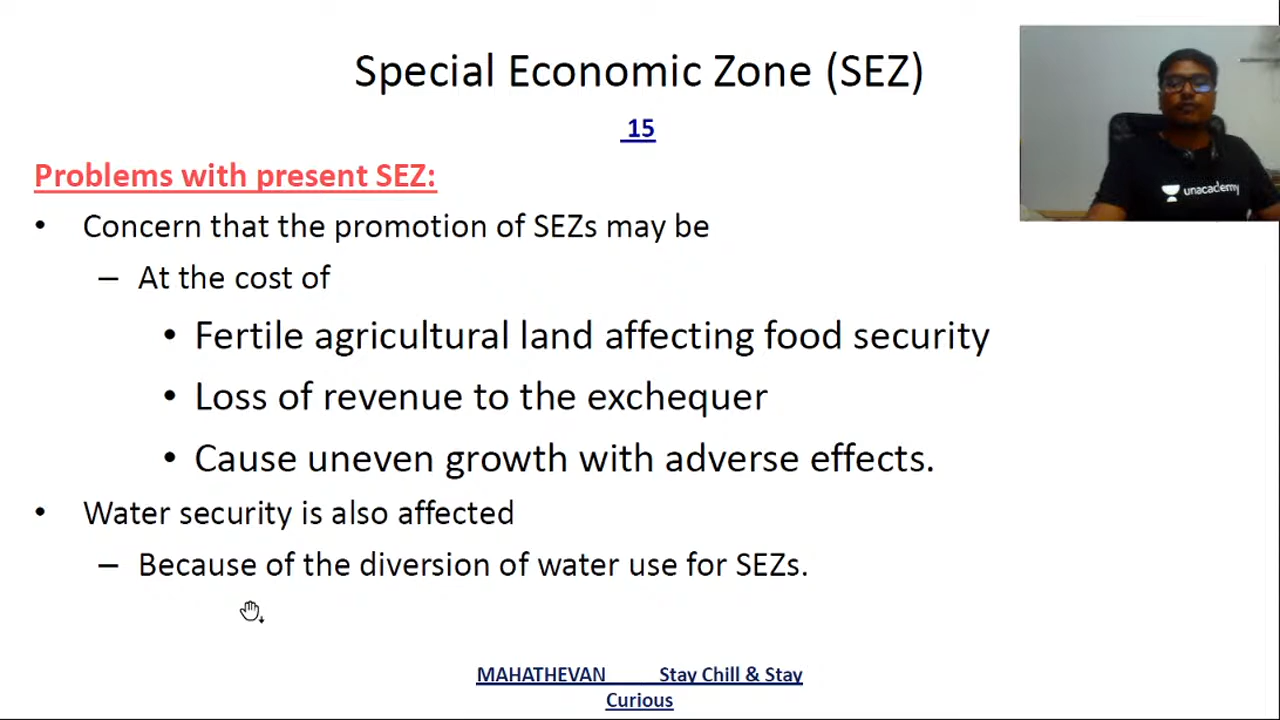 Special Economic Zone (SEZ)
15
Problems with present SEZ:
• Concern that the promotion of SEZs may be
– At the cost of
• Fertile agricultural land affecting food security
• Loss of revenue to the exchequer
• Cause uneven growth with adverse effects.
• Water security is also affected
– Because of the diversion of water use for SEZs.
MAHATHEVAN Stay Chill & Stay
Curious
unacademy